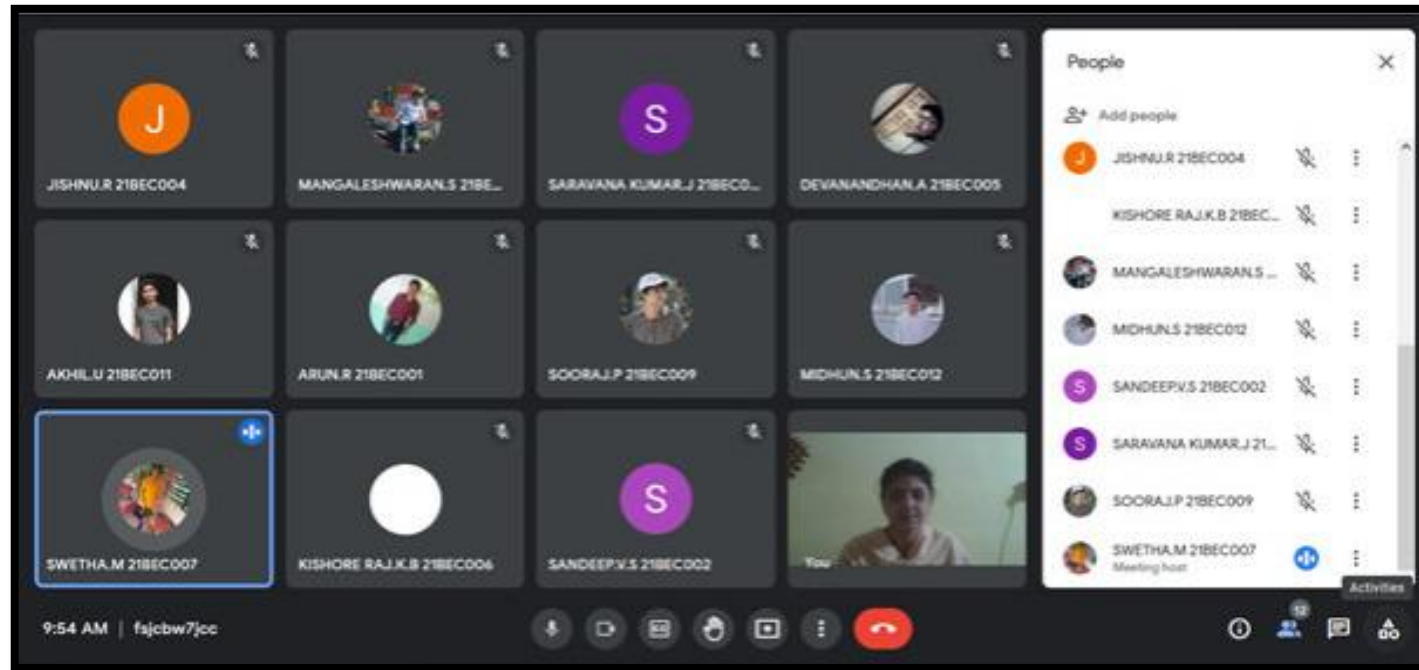 J
JISHNU.R 21BEC004
MANGALESHWARAN.S 21BE...
S
SARAVANA KUMAR.J 21BEC0...
DEVANANDHAN.A 21BEC005
AKHIL.U 21BEC011
ARUN.R 21BEC001
SOORAJ.P 21BEC009
MIDHUN.S 21BEC012
SWETHA.M 21BEC007
KISHORE RAJ.K.B 21BEC006
S
SANDEEP.V.S 21BEC002
You
People
Add people
J
JISHNU.R 21BEC004
KISHORE RAJ.K.B 21BEC...
MANGALESHWARAN.S ...
MIDHUN.S 21BEC012
S
SANDEEP.V.S 21BEC002
S
SARAVANA KUMAR.J 21...
SOORAJ.P 21BEC009
SWETHA.M 21BEC007
Meeting host
Activities
9:54 AM | fsjcbw7jcc
12